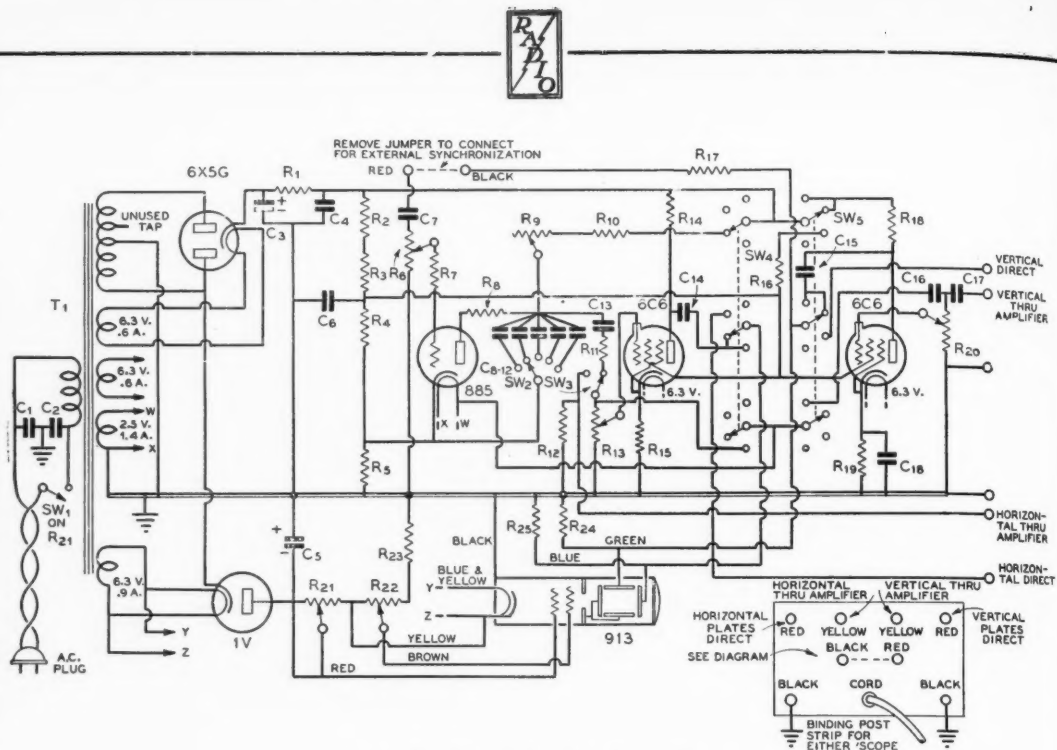 RADIO
REMOVE JUMPER TO CONNECT
FOR EXTERNAL SYNCHRONIZATION
RED
BLACK
R17
6X5G
R1
UNUSED
TAP
C3
C4
R2
C7
R3
R6
R7
R9
R10
R14
SW4
SW5
R18
C15
R16
C16
C17
VERTICAL
DIRECT
VERTICAL
THRU
AMPLIFIER
T1
6.3 V.
.6 A.
C6
R4
R8
C13
6C6
C14
6C6
R20
6.3 V.
.6 A.
C8-12
SW2
SW3
R11
885
6.3 V.
6.3 V.
C1
C2
W
2.5 V.
1.4 A.
X
X
W
R12
R13
R15
R19
C18
R5
SW1
ON
R21
HORIZON-
TAL THRU
AMPLIFIER
C5
R23
BLACK
R25
R24
GREEN
BLUE
BLUE &
YELLOW
HORIZON-
TAL DIRECT
6.3 V.
.9 A.
R21
R22
Y
Z
Y
Z
1V
YELLOW
BROWN
RED
913
A.C.
PLUG
HORIZONTAL
THRU AMPLIFIER
VERTICAL THRU
AMPLIFIER
HORIZONTAL
PLATES
DIRECT
RED
YELLOW
YELLOW
RED
VERTICAL
PLATES
DIRECT
SEE DIAGRAM
BLACK
RED
BLACK
CORD
BLACK
BINDING POST
STRIP FOR
EITHER 'SCOPE